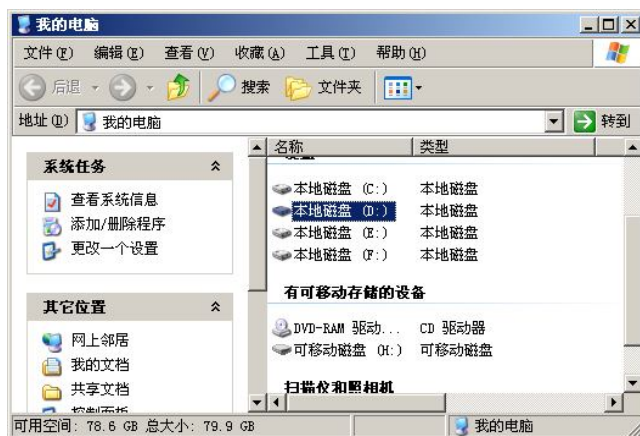 我的电脑
文件(F) 编辑(E) 查看(V) 收藏(A) 工具(T) 帮助(H)
后退 搜索 文件夹
地址(D) 我的电脑 转到
名称 类型
系统任务
查看系统信息
添加/删除程序
更改一个设置
其它位置
网上邻居
我的文档
共享文档
控制面板
本地磁盘 (C:) 本地磁盘
本地磁盘 (D:) 本地磁盘
本地磁盘 (E:) 本地磁盘
本地磁盘 (F:) 本地磁盘
有可移动存储的设备
DVD-RAM 驱动... CD 驱动器
可移动磁盘 (H:) 可移动磁盘
扫描仪和照相机
可用空间: 78.6 GB 总大小: 79.9 GB 我的电脑